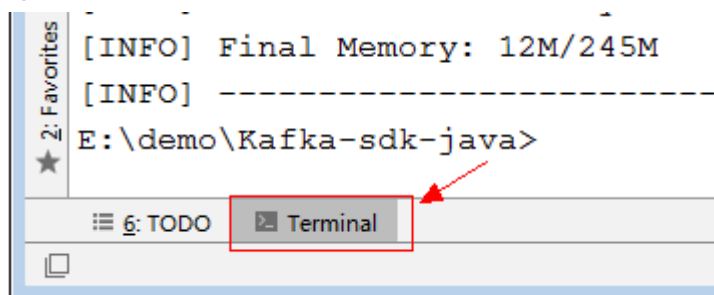 [INFO] Final Memory: 12M/245M
[INFO] --------------------------
E:\demo\Kafka-sdk-java>
2: Favorites
6: TODO
Terminal